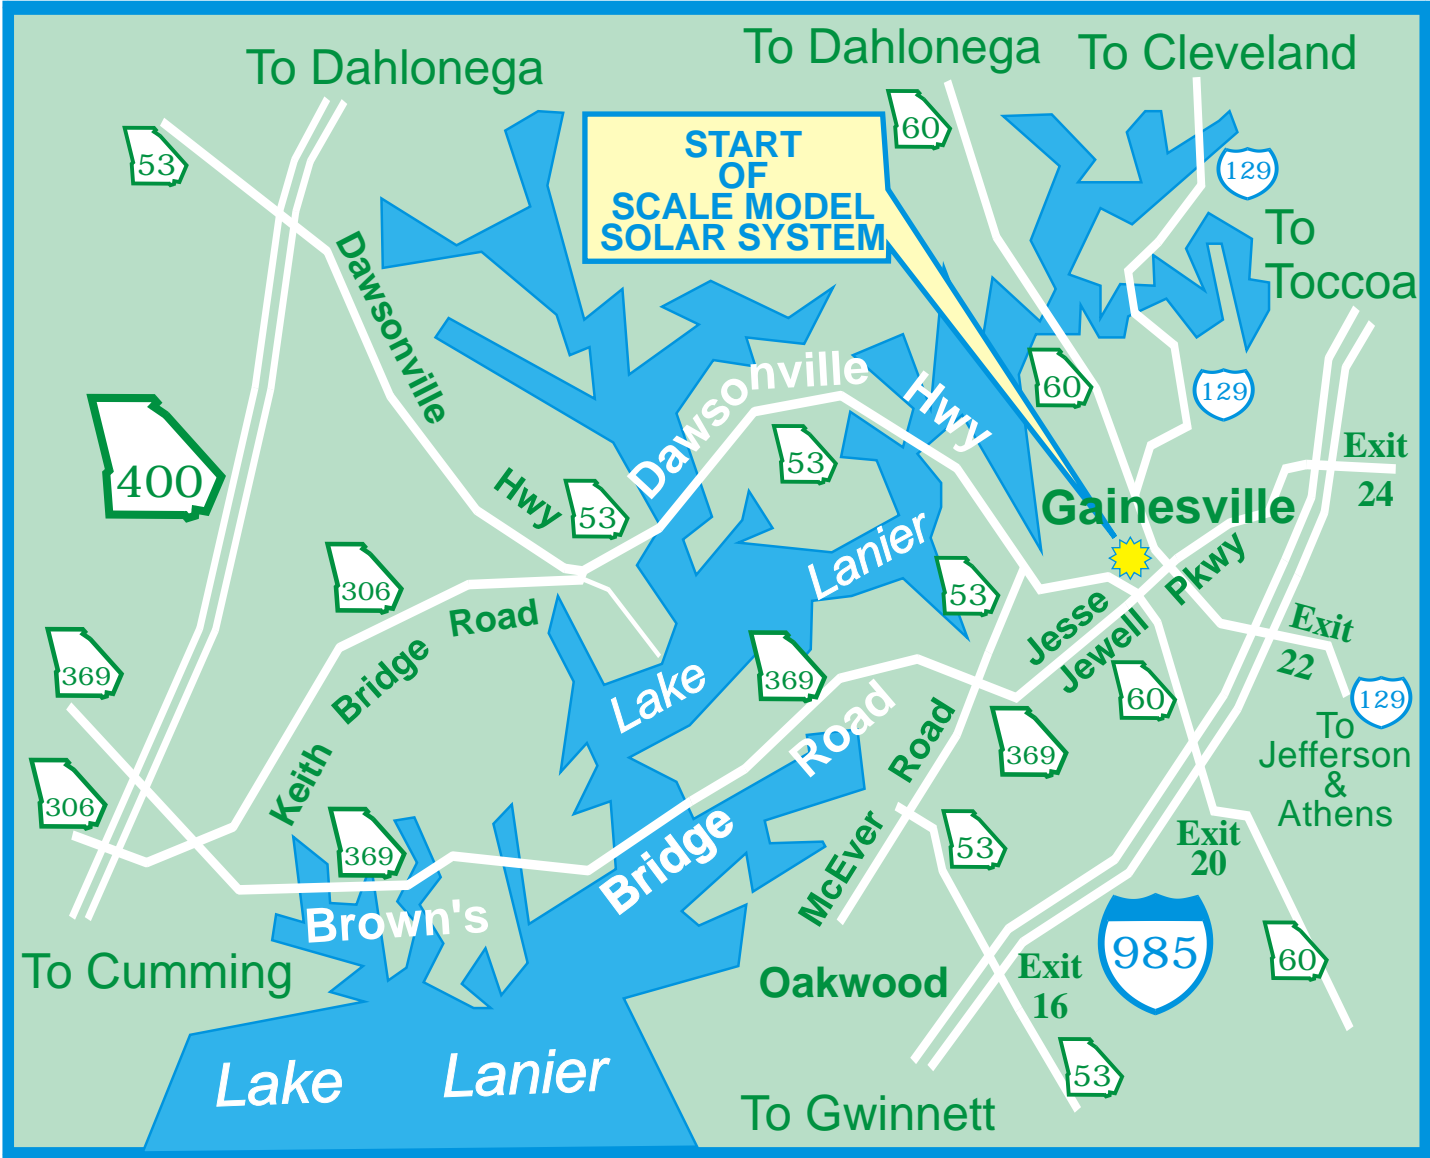 To Dahlonega
To Dahlonega
To Cleveland
60
53
START
OF
SCALE MODEL
SOLAR SYSTEM
129
To
Toccoa
Dawsonville
Dawsonville
Hwy
60
129
400
Hwy
53
53
Exit
24
Gainesville
306
Lanier
53
Jesse
Jewell
Pkwy
Exit
22
Keith
Bridge
Road
369
Lake
369
60
129
To
Jefferson
&
Athens
306
Road
369
McEver
Road
369
Bridge
53
Exit
20
Brown's
985
60
To Cumming
Oakwood
Exit
16
Lake
Lanier
53
To Gwinnett